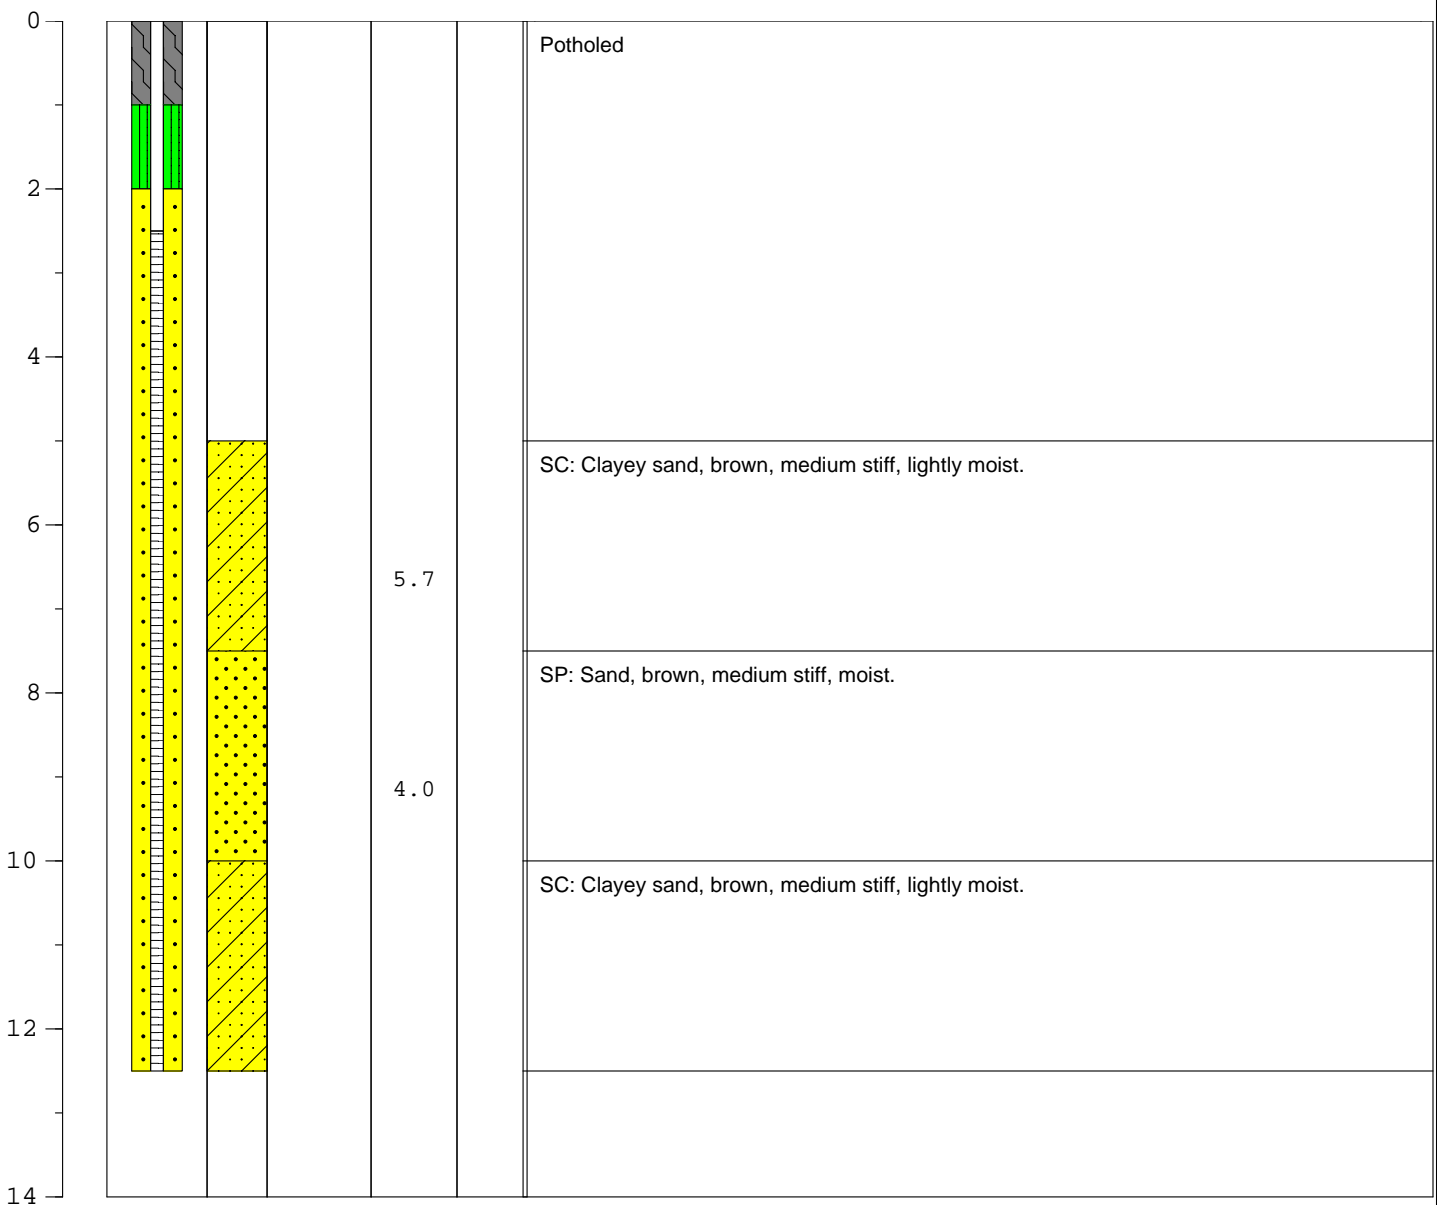 0
Potholed
2
4
SC: Clayey sand, brown, medium stiff, lightly moist.
6
5.7
SP: Sand, brown, medium stiff, moist.
8
4.0
10
SC: Clayey sand, brown, medium stiff, lightly moist.
12
14